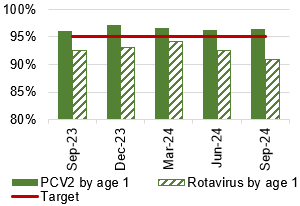 100%
95%
90%
85%
80%
Sep-23
Dec-23
Mar-24
Jun-24
Sep-24
PCV2 by age 1 Rotavirus by age 1
Target